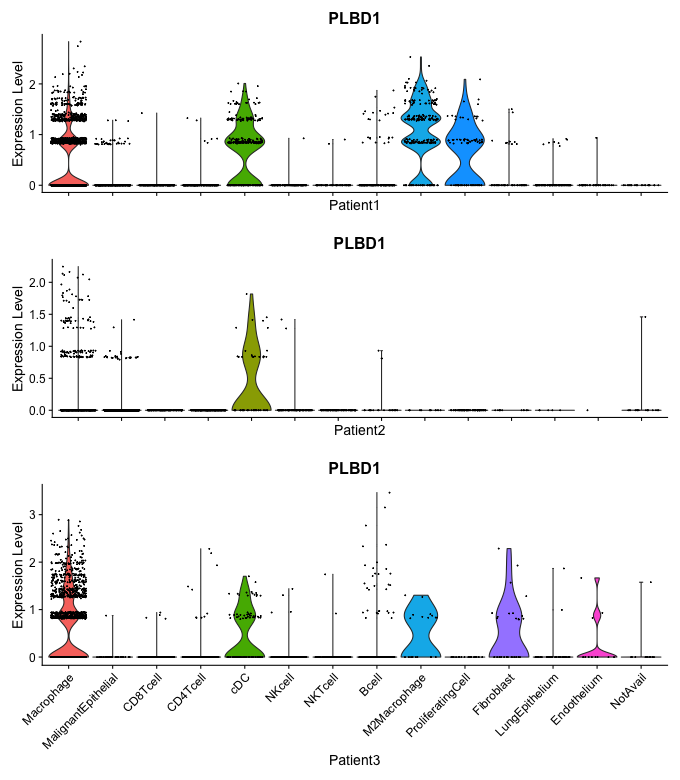 PLBD1
Expression Level
2
1
0
Patient1
PLBD1
Expression Level
2.0
1.5
1.0
0.5
0.0
Patient2
PLBD1
Expression Level
3
2
1
0
Macrophage
MalignantEpithelial
CD8Tcell
CD4Tcell
cDC
NKcell
NKTcell
Bcell
M2Macrophage
ProliferatingCell
Fibroblast
LungEpithelium
Endothelium
NotAvail
Patient3